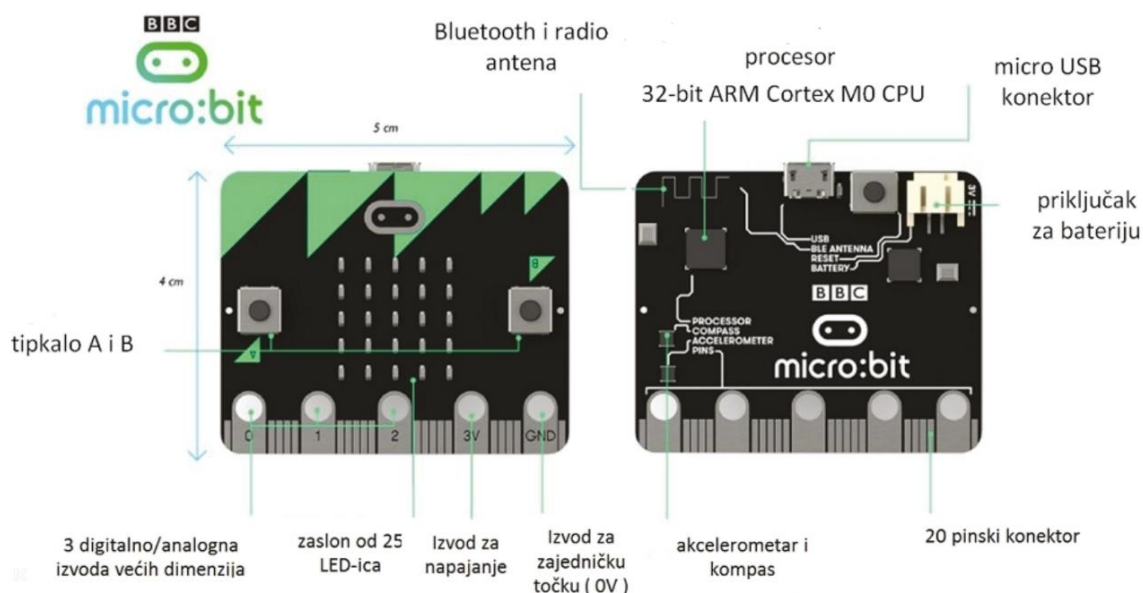 BBC
micro:bit
Bluetooth i radio
antena
procesor
32-bit ARM Cortex M0 CPU
micro USB
konektor
5 cm
priključak
za bateriju
3V
USB
BLE ANTENNA
RESET
BATTERY
B
4 cm
BBC
tipkalo A i B
A
PROCESSOR
COMPASS
ACCELEROMETER
PINS
micro:bit
0
1
2
3V
GND
3 digitalno/analogna
izvoda većih dimenzija
zaslon od 25
LED-ica
Izvod za
napajanje
Izvod za
zajedničku
točku ( 0V )
akcelerometar i
kompas
20 pinski konektor